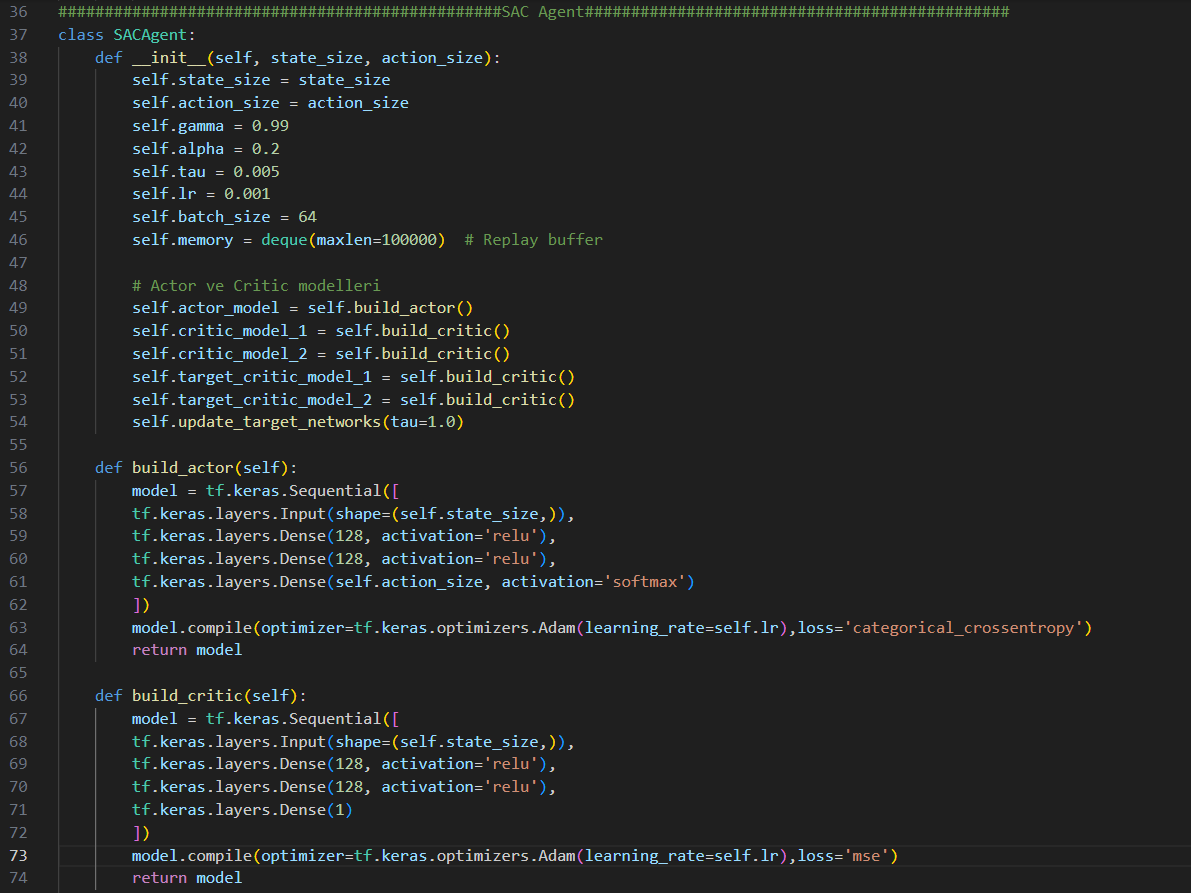 36 ################################################SAC Agent##############################################
37 class SACAgent:
38     def __init__(self, state_size, action_size):
39         self.state_size = state_size
40         self.action_size = action_size
41         self.gamma = 0.99
42         self.alpha = 0.2
43         self.tau = 0.005
44         self.lr = 0.001
45         self.batch_size = 64
46         self.memory = deque(maxlen=100000)  # Replay buffer
47
48         # Actor ve Critic modelleri
49         self.actor_model = self.build_actor()
50         self.critic_model_1 = self.build_critic()
51         self.critic_model_2 = self.build_critic()
52         self.target_critic_model_1 = self.build_critic()
53         self.target_critic_model_2 = self.build_critic()
54         self.update_target_networks(tau=1.0)
55
56     def build_actor(self):
57         model = tf.keras.Sequential([
58         tf.keras.layers.Input(shape=(self.state_size,)),
59         tf.keras.layers.Dense(128, activation='relu'),
60         tf.keras.layers.Dense(128, activation='relu'),
61         tf.keras.layers.Dense(self.action_size, activation='softmax')
62         ])
63         model.compile(optimizer=tf.keras.optimizers.Adam(learning_rate=self.lr),loss='categorical_crossentropy')
64         return model
65
66     def build_critic(self):
67         model = tf.keras.Sequential([
68         tf.keras.layers.Input(shape=(self.state_size,)),
69         tf.keras.layers.Dense(128, activation='relu'),
70         tf.keras.layers.Dense(128, activation='relu'),
71         tf.keras.layers.Dense(1)
72         ])
73         model.compile(optimizer=tf.keras.optimizers.Adam(learning_rate=self.lr),loss='mse')
74         return model